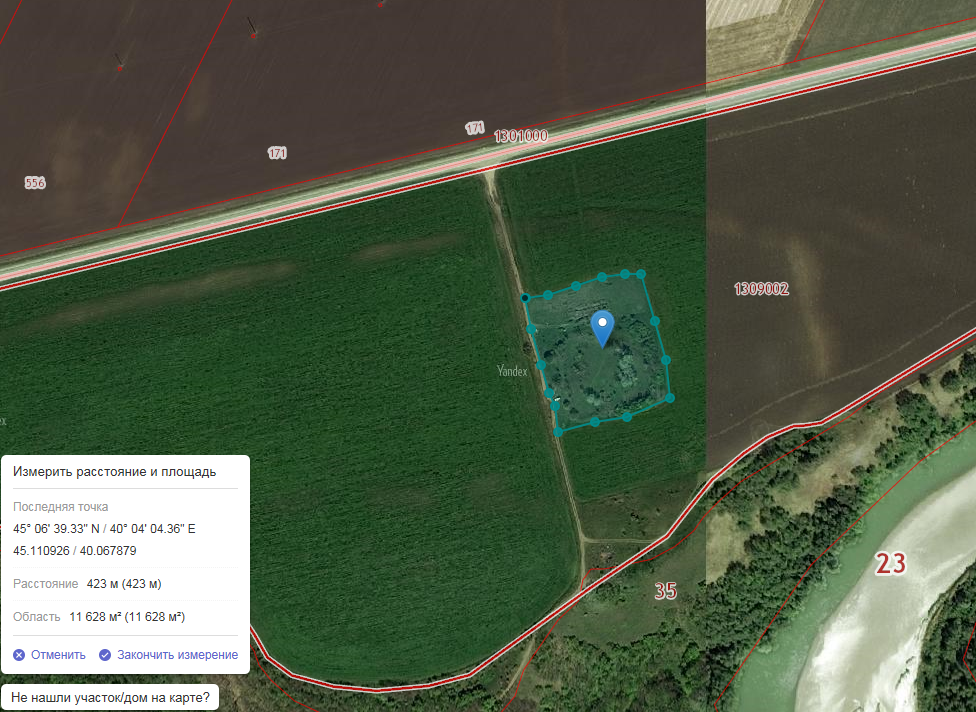 171
1301000
171
556
1309002
Yandex
Измерить расстояние и площадь
Последняя точка
45° 06' 39.33" N / 40° 04' 04.36" E
45.110926 / 40.067879
Расстояние 423 м (423 м)
Область 11 628 м² (11 628 м²)
Отменить Закончить измерение
23
35
Не нашли участок/дом на карте?